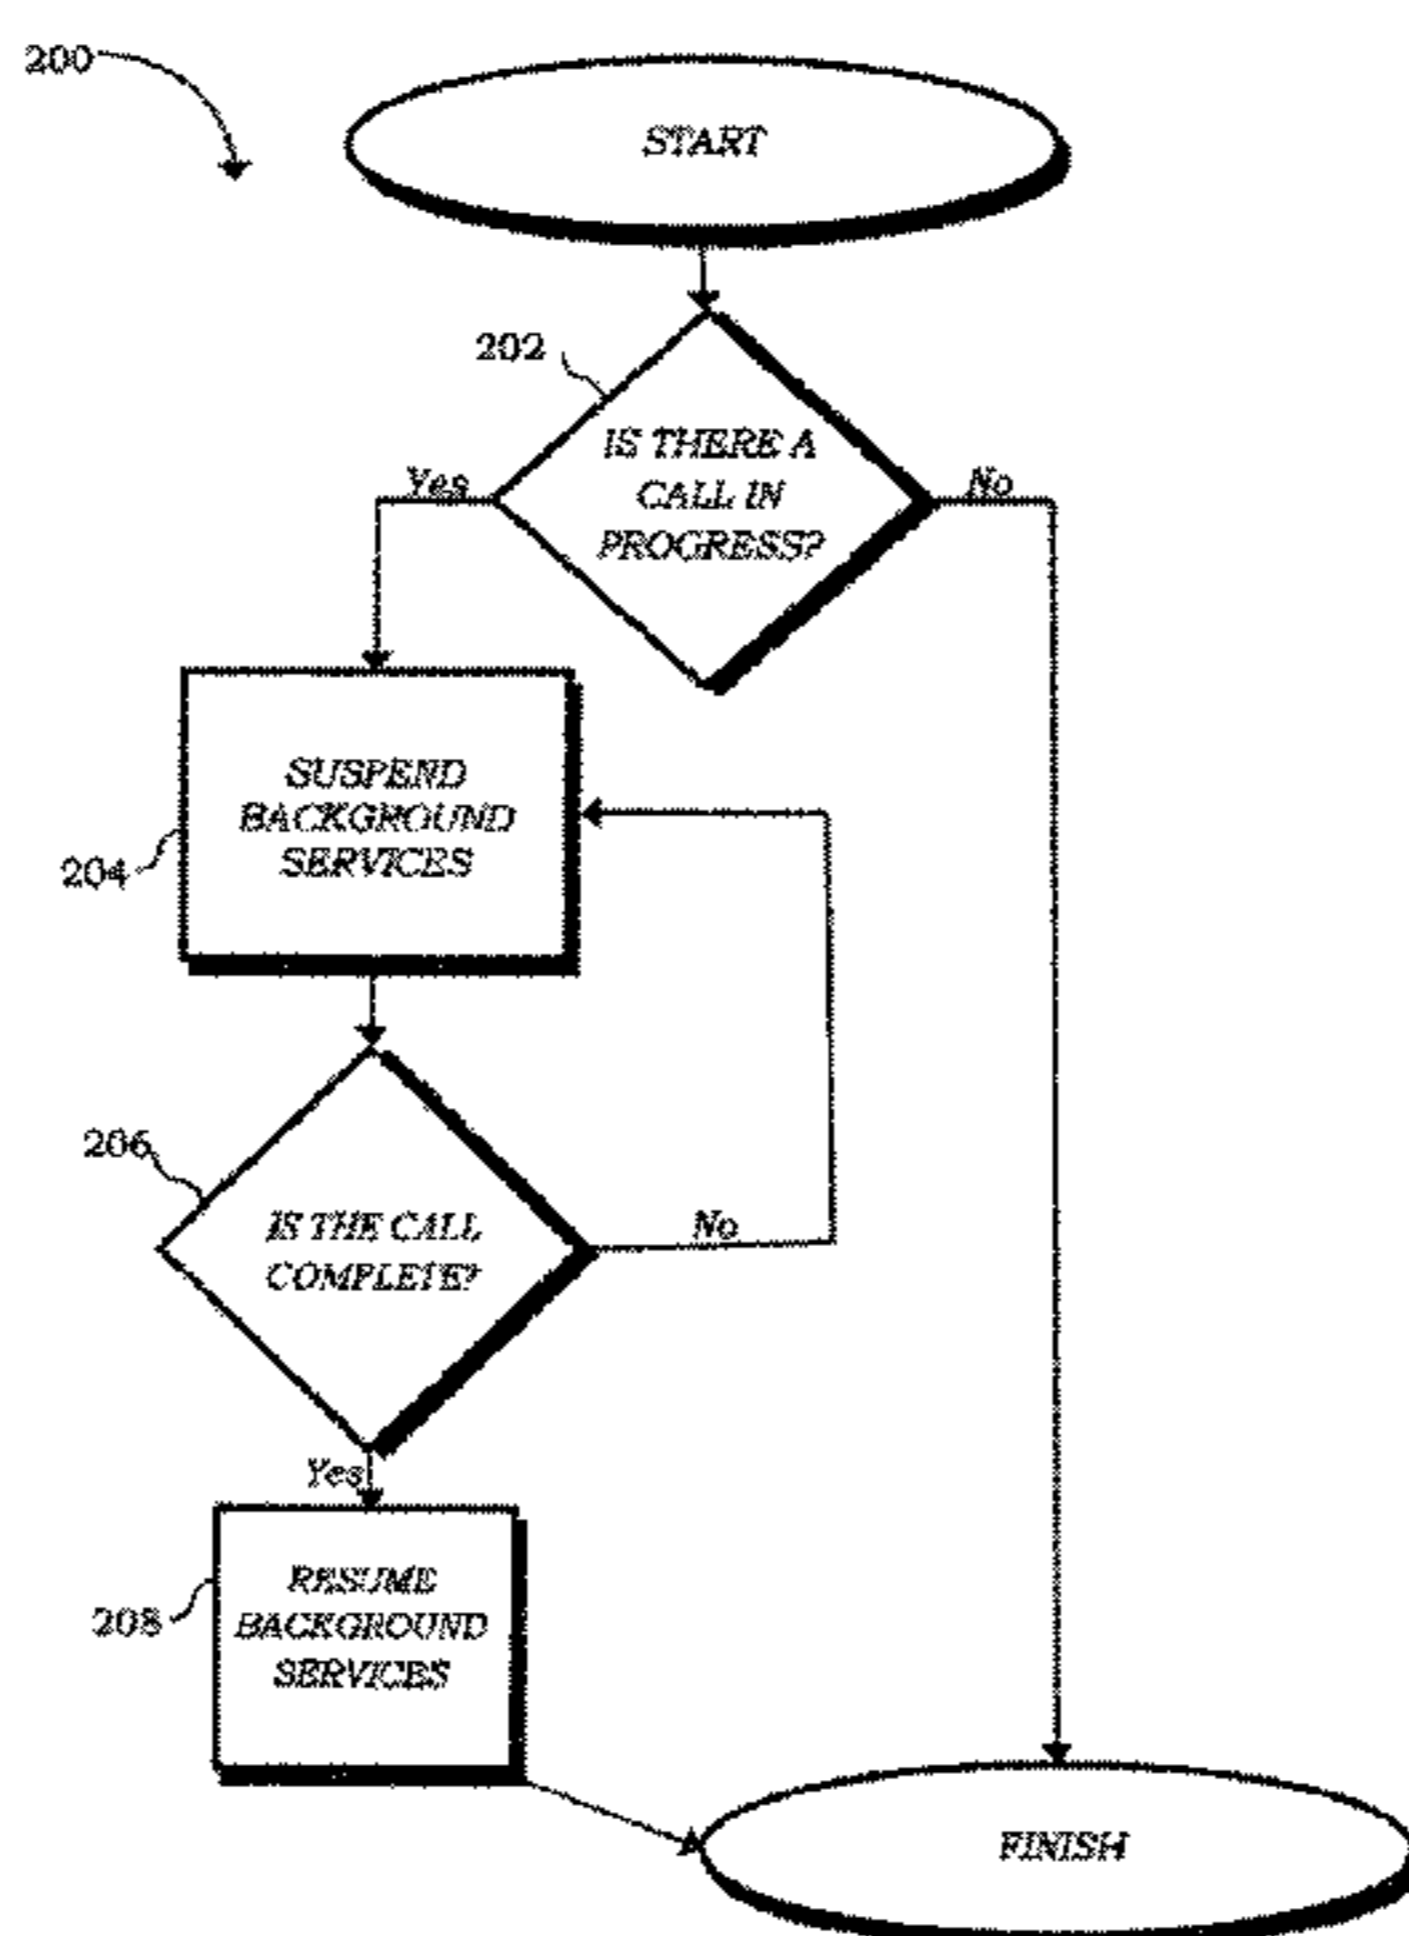 200
START
202
IS THERE A
CALL IN
PROGRESS?
Yes
No
SUSPEND
BACKGROUND
SERVICES
204
206
IS THE CALL
COMPLETE?
No
Yes
RESUME
BACKGROUND
SERVICES
208
FINISH